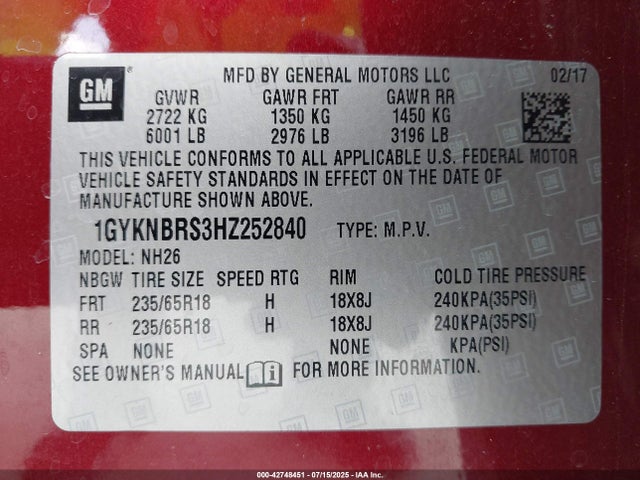 GM
MFD BY GENERAL MOTORS LLC 02/17
GVWR GAWR FRT GAWR RR
2722 KG 1350 KG 1450 KG
6001 LB 2976 LB 3196 LB
THIS VEHICLE CONFORMS TO ALL APPLICABLE U.S. FEDERAL MOTOR
VEHICLE SAFETY STANDARDS IN EFFECT ON THE DATE OF
MANUFACTURE SHOWN ABOVE.
1GYKNBRS3HZ252840 TYPE: M.P.V.
MODEL: NH26
NBGW TIRE SIZE SPEED RTG RIM COLD TIRE PRESSURE
FRT 235/65R18 H 18X8J 240KPA(35PSI)
RR 235/65R18 H 18X8J 240KPA(35PSI)
SPA NONE NONE KPA(PSI)
SEE OWNER'S MANUAL FOR MORE INFORMATION.
000-42748451 - 07/15/2025 - IAA Inc.